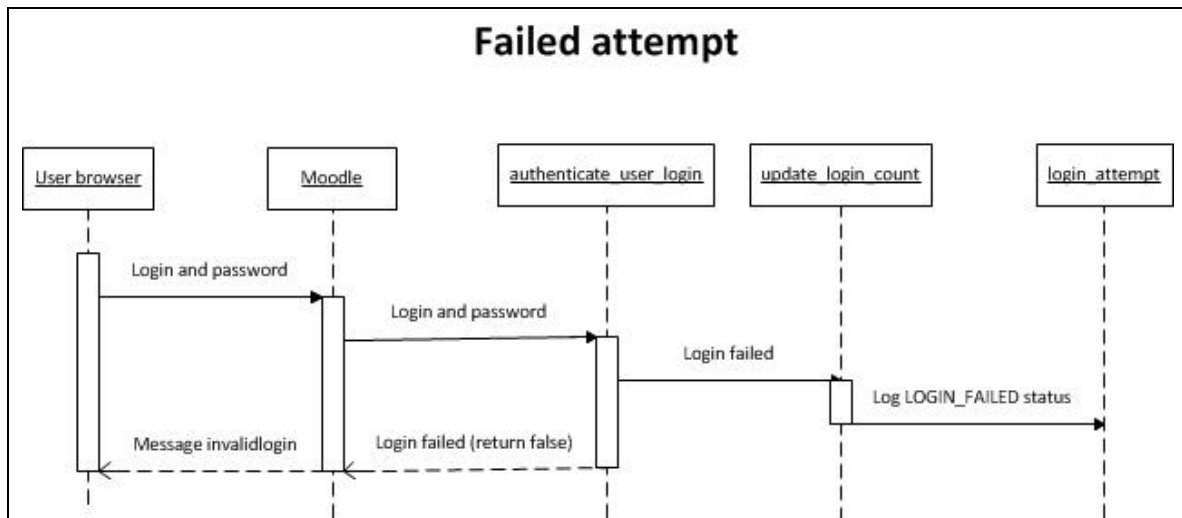 Failed attempt
User browser
Moodle
authenticate_user_login
update_login_count
login_attempt
Login and password
Login and password
Login failed
Log LOGIN_FAILED status
Message invalidlogin
Login failed (return false)